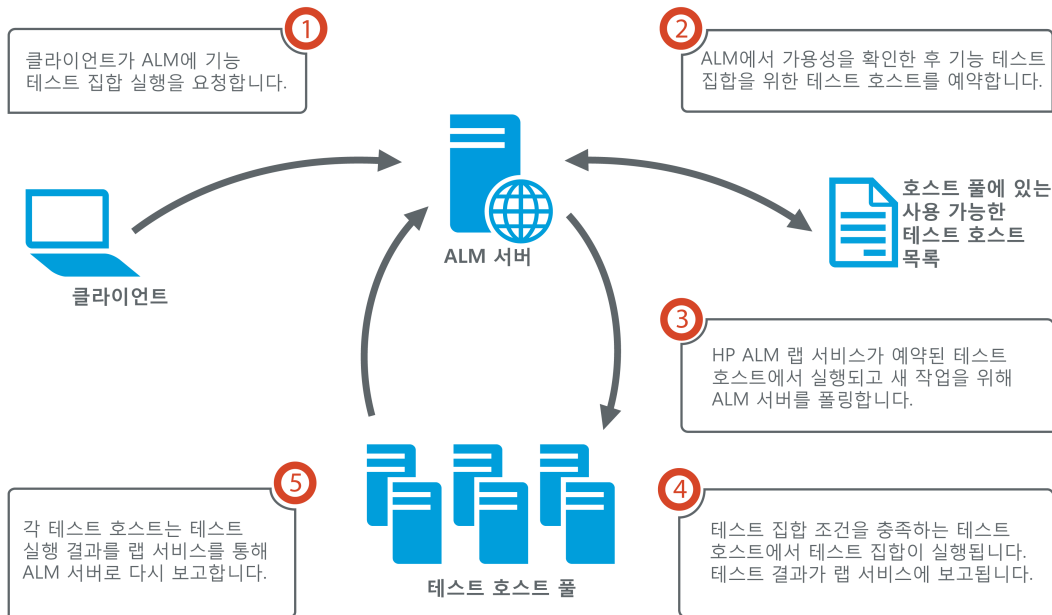 1
클라이언트가 ALM에 기능
테스트 집합 실행을 요청합니다.
2
ALM에서 가용성을 확인한 후 기능 테스트
집합을 위한 테스트 호스트를 예약합니다.
클라이언트
ALM 서버
호스트 풀에 있는
사용 가능한
테스트 호스트
목록
3
HP ALM 랩 서비스가 예약된 테스트
호스트에서 실행되고 새 작업을 위해
ALM 서버를 폴링합니다.
4
테스트 집합 조건을 충족하는 테스트
호스트에서 테스트 집합이 실행됩니다.
테스트 결과가 랩 서비스에 보고됩니다.
5
각 테스트 호스트는 테스트
실행 결과를 랩 서비스를 통해
ALM 서버로 다시 보고합니다.
테스트 호스트 풀